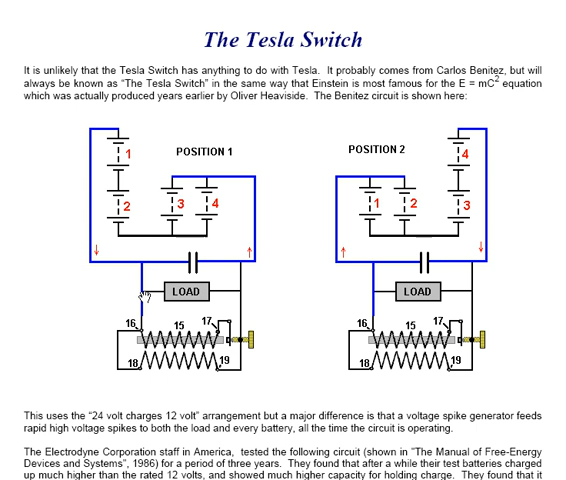 The Tesla Switch
It is unlikely that the Tesla Switch has anything to do with Tesla. It probably comes from Carlos Benitez, but will
always be known as “The Tesla Switch” in the same way that Einstein is most famous for the E = mC2 equation
which was actually produced years earlier by Oliver Heaviside. The Benitez circuit is shown here:
POSITION 1
POSITION 2
1
2
3
4
1
2
4
3
LOAD
LOAD
16
15
17
18
19
16
15
17
18
19
This uses the “24 volt charges 12 volt” arrangement but a major difference is that a voltage spike generator feeds
rapid high voltage spikes to both the load and every battery, all the time the circuit is operating.
The Electrodyne Corporation staff in America, tested the following circuit (shown in "The Manual of Free-Energy
Devices and Systems", 1986) for a period of three years. They found that after a while their test batteries charged
up much higher than the rated 12 volts, and showed much higher capacity for holding charge. They found that it